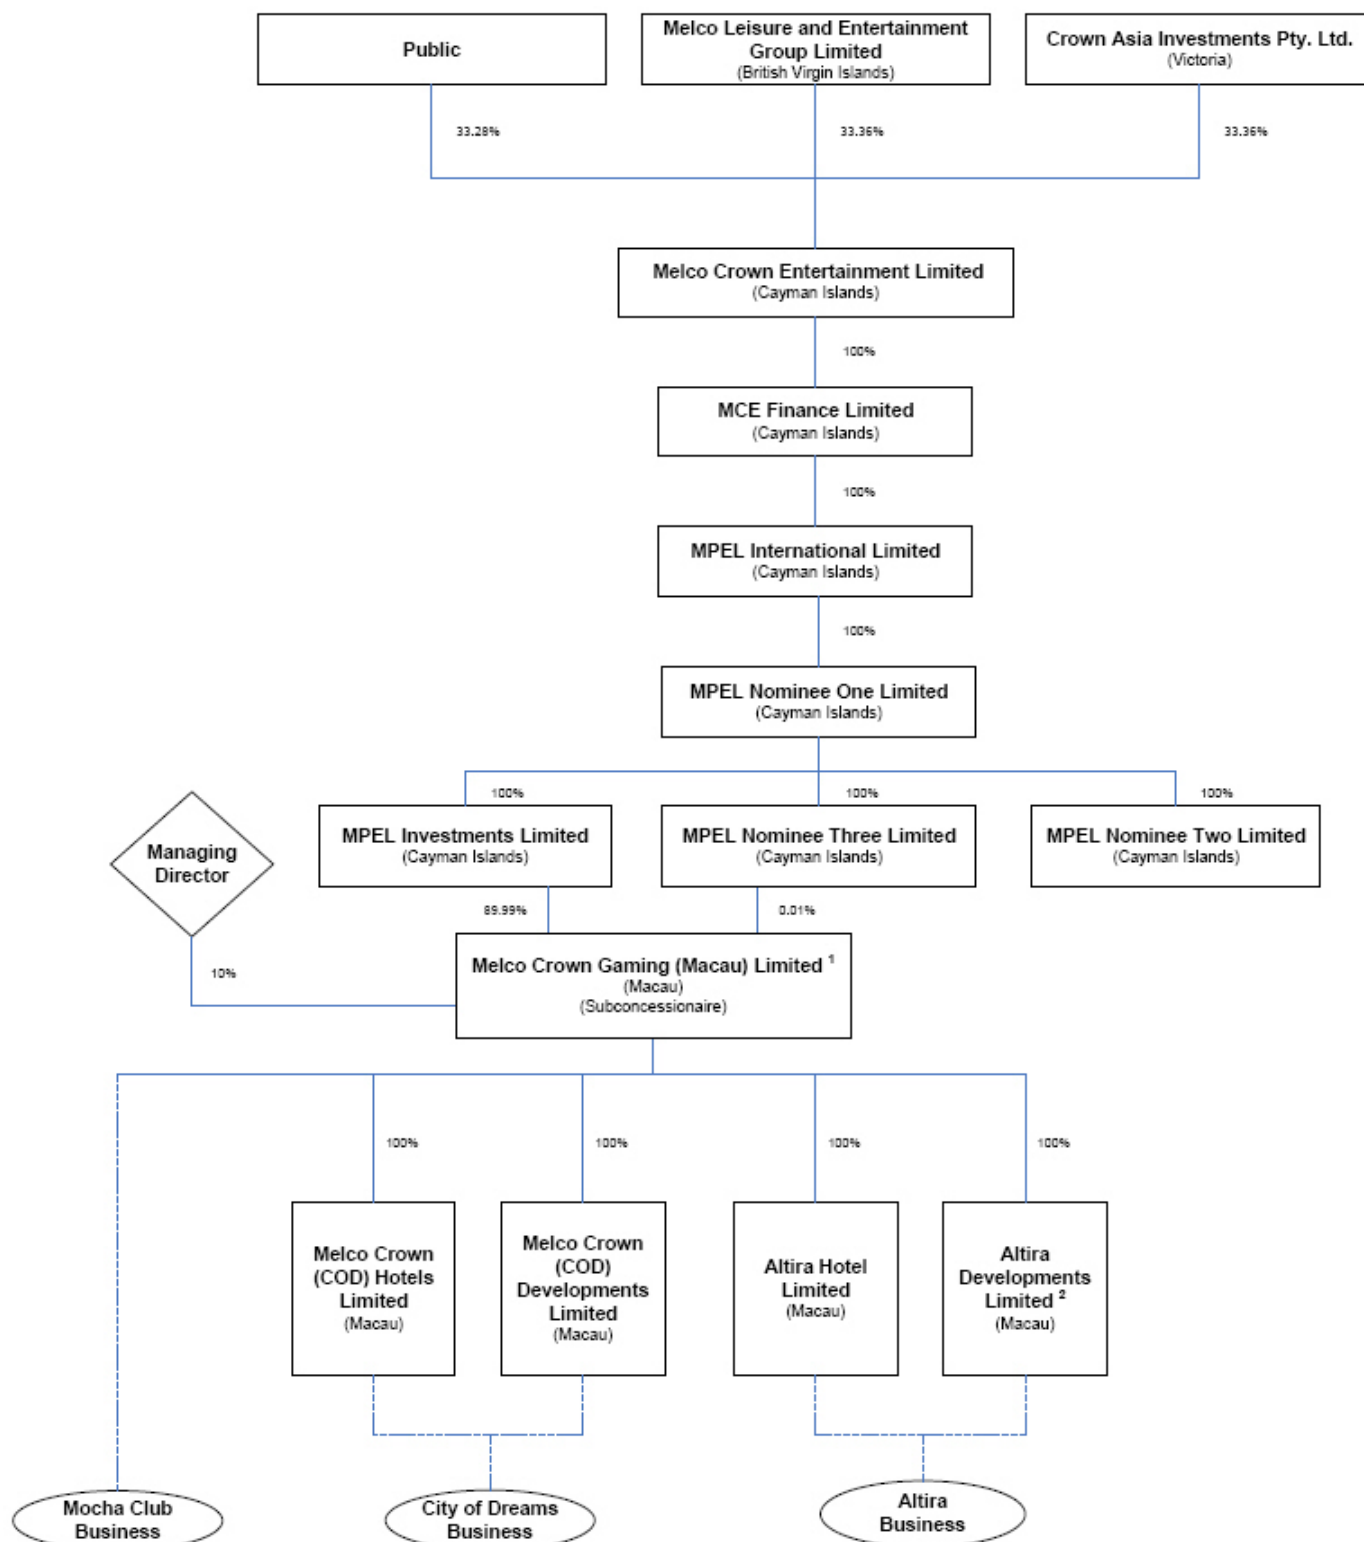 Public
Melco Leisure and Entertainment
Group Limited
(British Virgin Islands)
Crown Asia Investments Pty. Ltd.
(Victoria)
33.28%
33.36%
33.36%
Melco Crown Entertainment Limited
(Cayman Islands)
100%
MCE Finance Limited
(Cayman Islands)
100%
MPEL International Limited
(Cayman Islands)
100%
MPEL Nominee One Limited
(Cayman Islands)
100%
100%
100%
MPEL Investments Limited
(Cayman Islands)
MPEL Nominee Three Limited
(Cayman Islands)
MPEL Nominee Two Limited
(Cayman Islands)
Managing
Director
89.99%
0.01%
10%
Melco Crown Gaming (Macau) Limited ¹
(Macau)
(Subconcessionaire)
100%
100%
100%
100%
Melco Crown
(COD) Hotels
Limited
(Macau)
Melco Crown
(COD)
Developments
Limited
(Macau)
Altira Hotel
Limited
(Macau)
Altira
Developments
Limited ²
(Macau)
Mocha Club
Business
City of Dreams
Business
Altira
Business